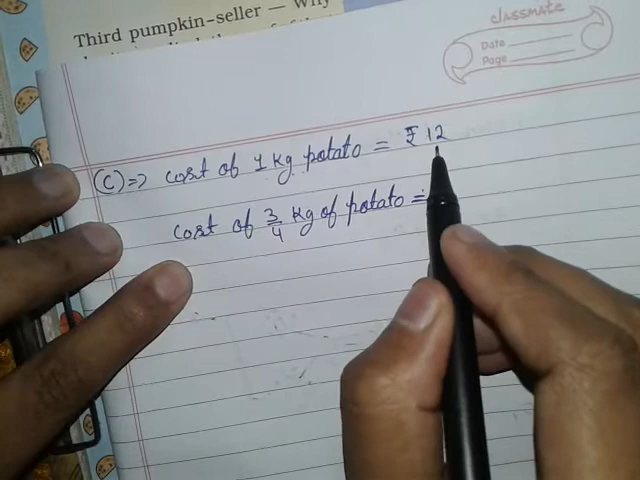 Third pumpkin-seller — Why
classmate
Date
Page
(C)⇒ cost of 1 kg potato = ₹ 12
cost of 3/4 kg of potato =